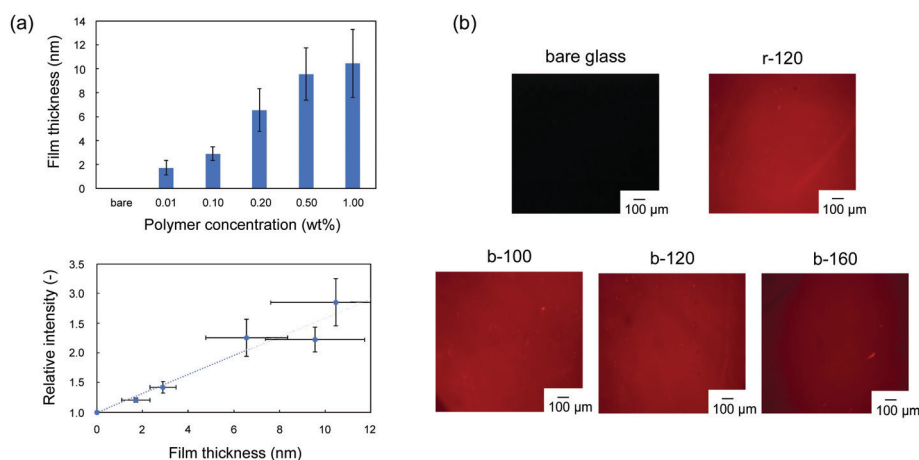 (a)
14
12
10
8
6
4
2
0
Film thickness (nm)
bare 0.01 0.10 0.20 0.50 1.00
Polymer concentration (wt%)
3.5
3.0
2.5
2.0
1.5
1.0
Relative intensity (-)
0 2 4 6 8 10 12
Film thickness (nm)
(b)
bare glass
100 µm
r-120
100 µm
b-100
100 µm
b-120
100 µm
b-160
100 µm